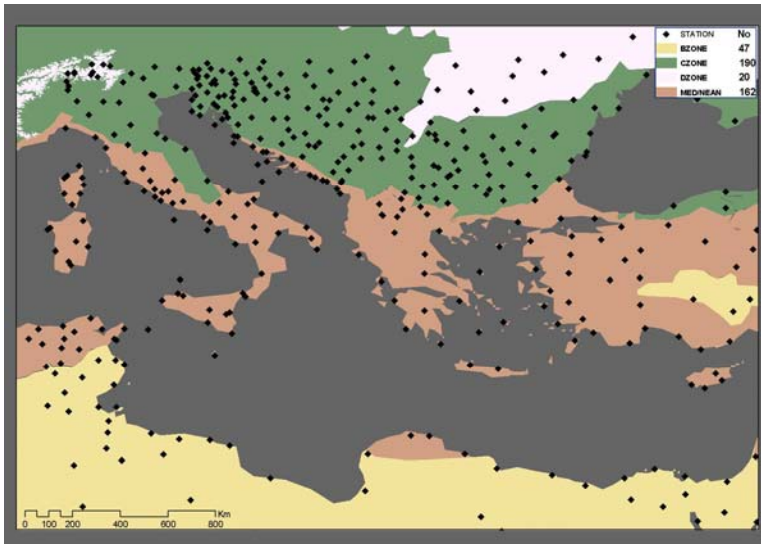 STATION No
BZONE 47
CZONE 190
DZONE 20
MED/NEAN 162
Km
0 100 200 400 600 800